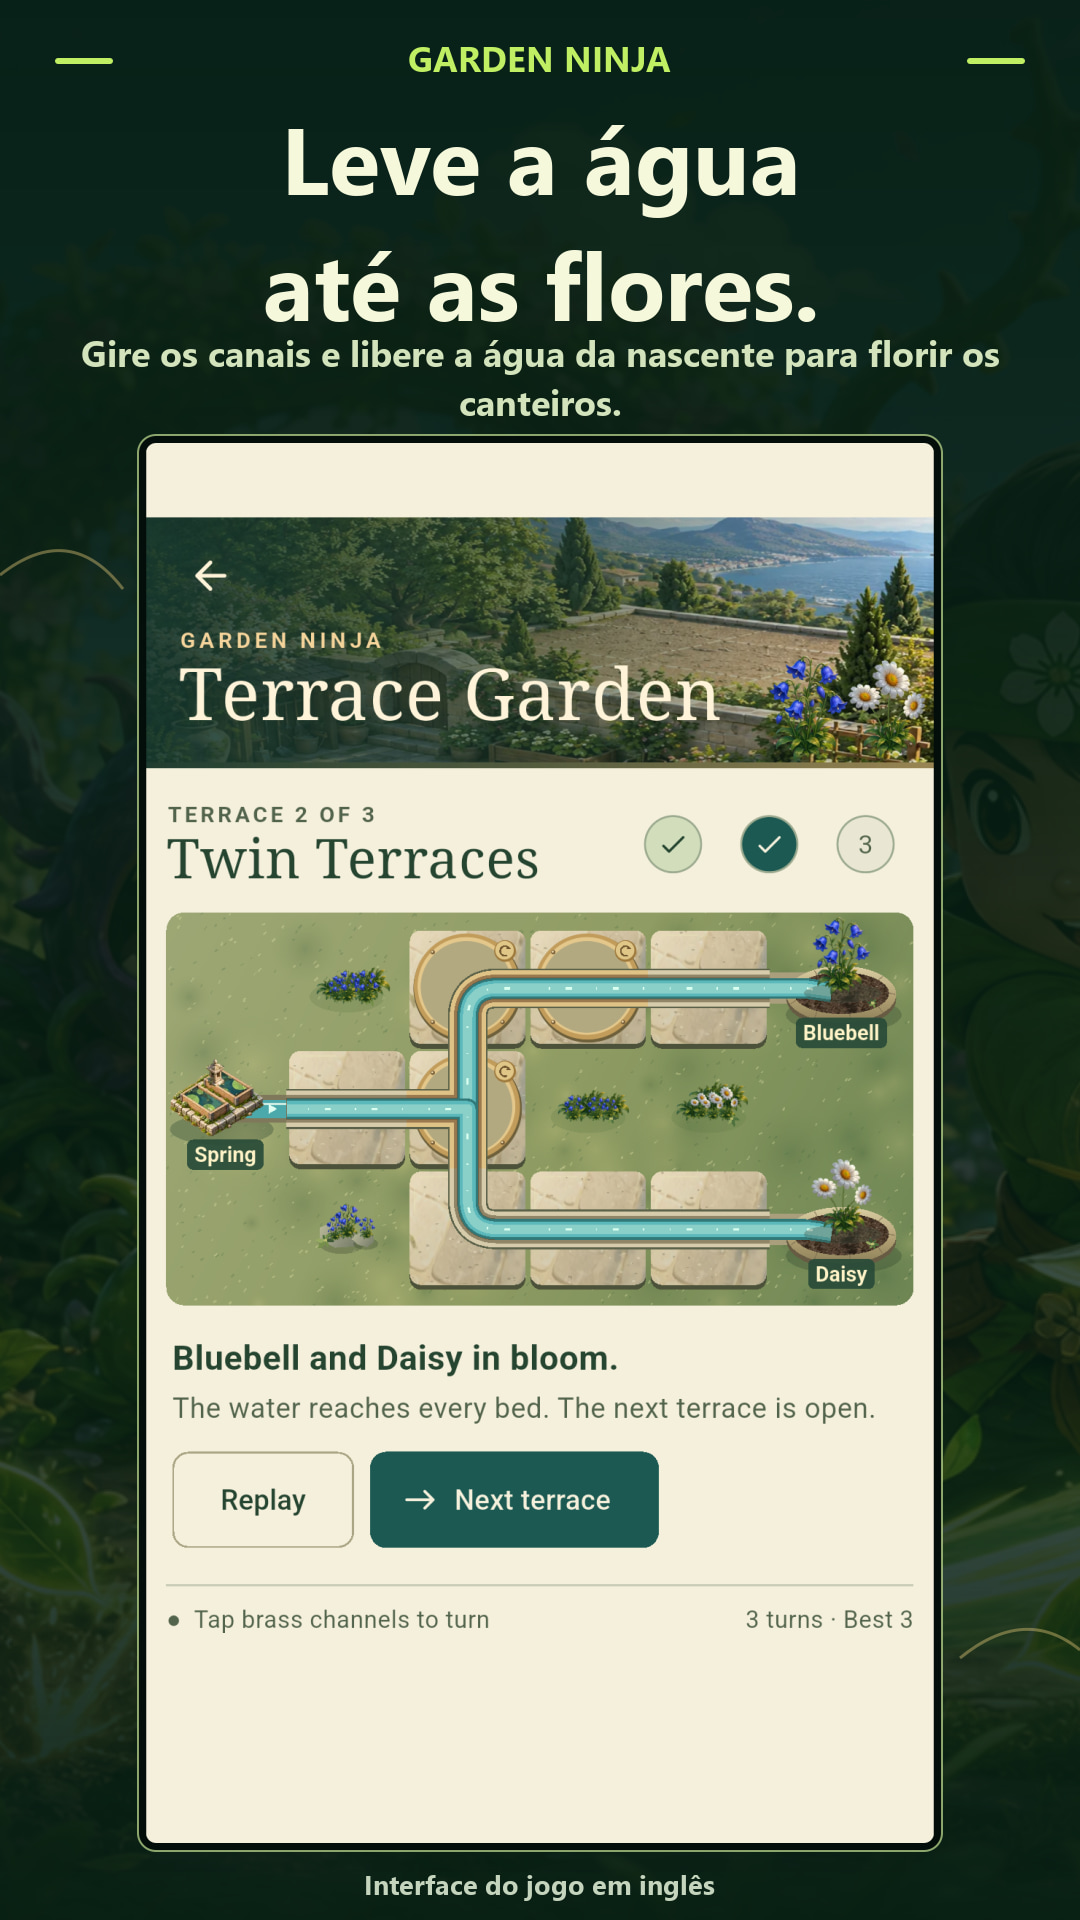 GARDEN NINJA
Leve a água
até as flores.
Gire os canais e libere a água da nascente para florir os
canteiros.
GARDEN NINJA
Terrace Garden
TERRACE 2 OF 3
Twin Terraces
3
Bluebell
Spring
Daisy
Bluebell and Daisy in bloom.
The water reaches every bed. The next terrace is open.
Replay
Next terrace
Tap brass channels to turn
3 turns · Best 3
Interface do jogo em inglês